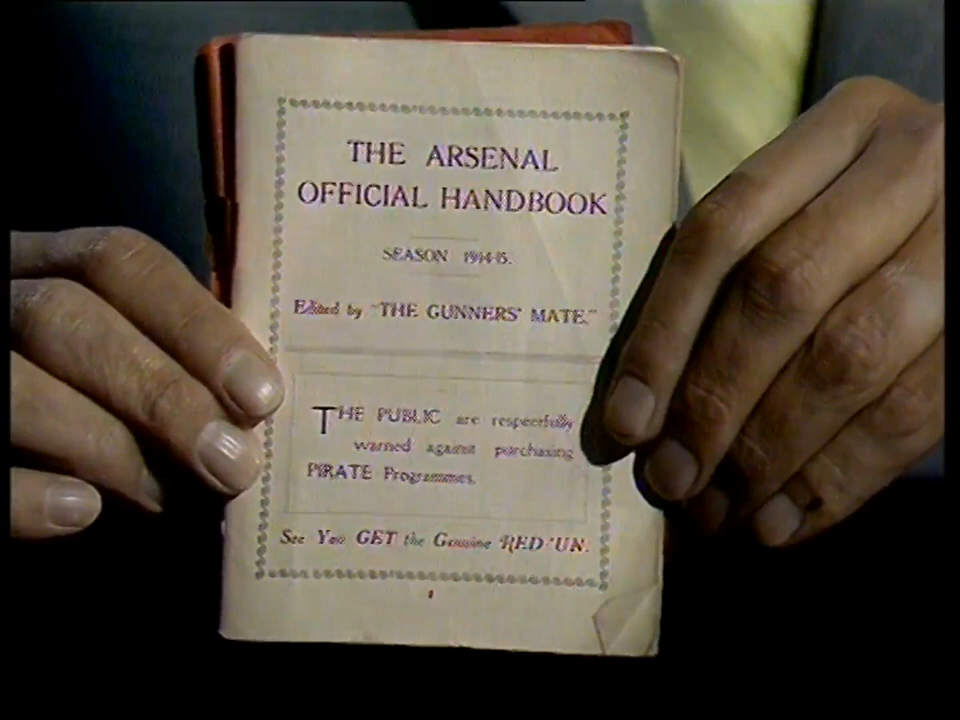 THE ARSENAL
OFFICIAL HANDBOOK
SEASON 1914-15.
Edited by "THE GUNNERS' MATE."
THE PUBLIC are respectfully
warned against purchasing
PIRATE Programmes.
See You GET the Genuine RED 'UN.